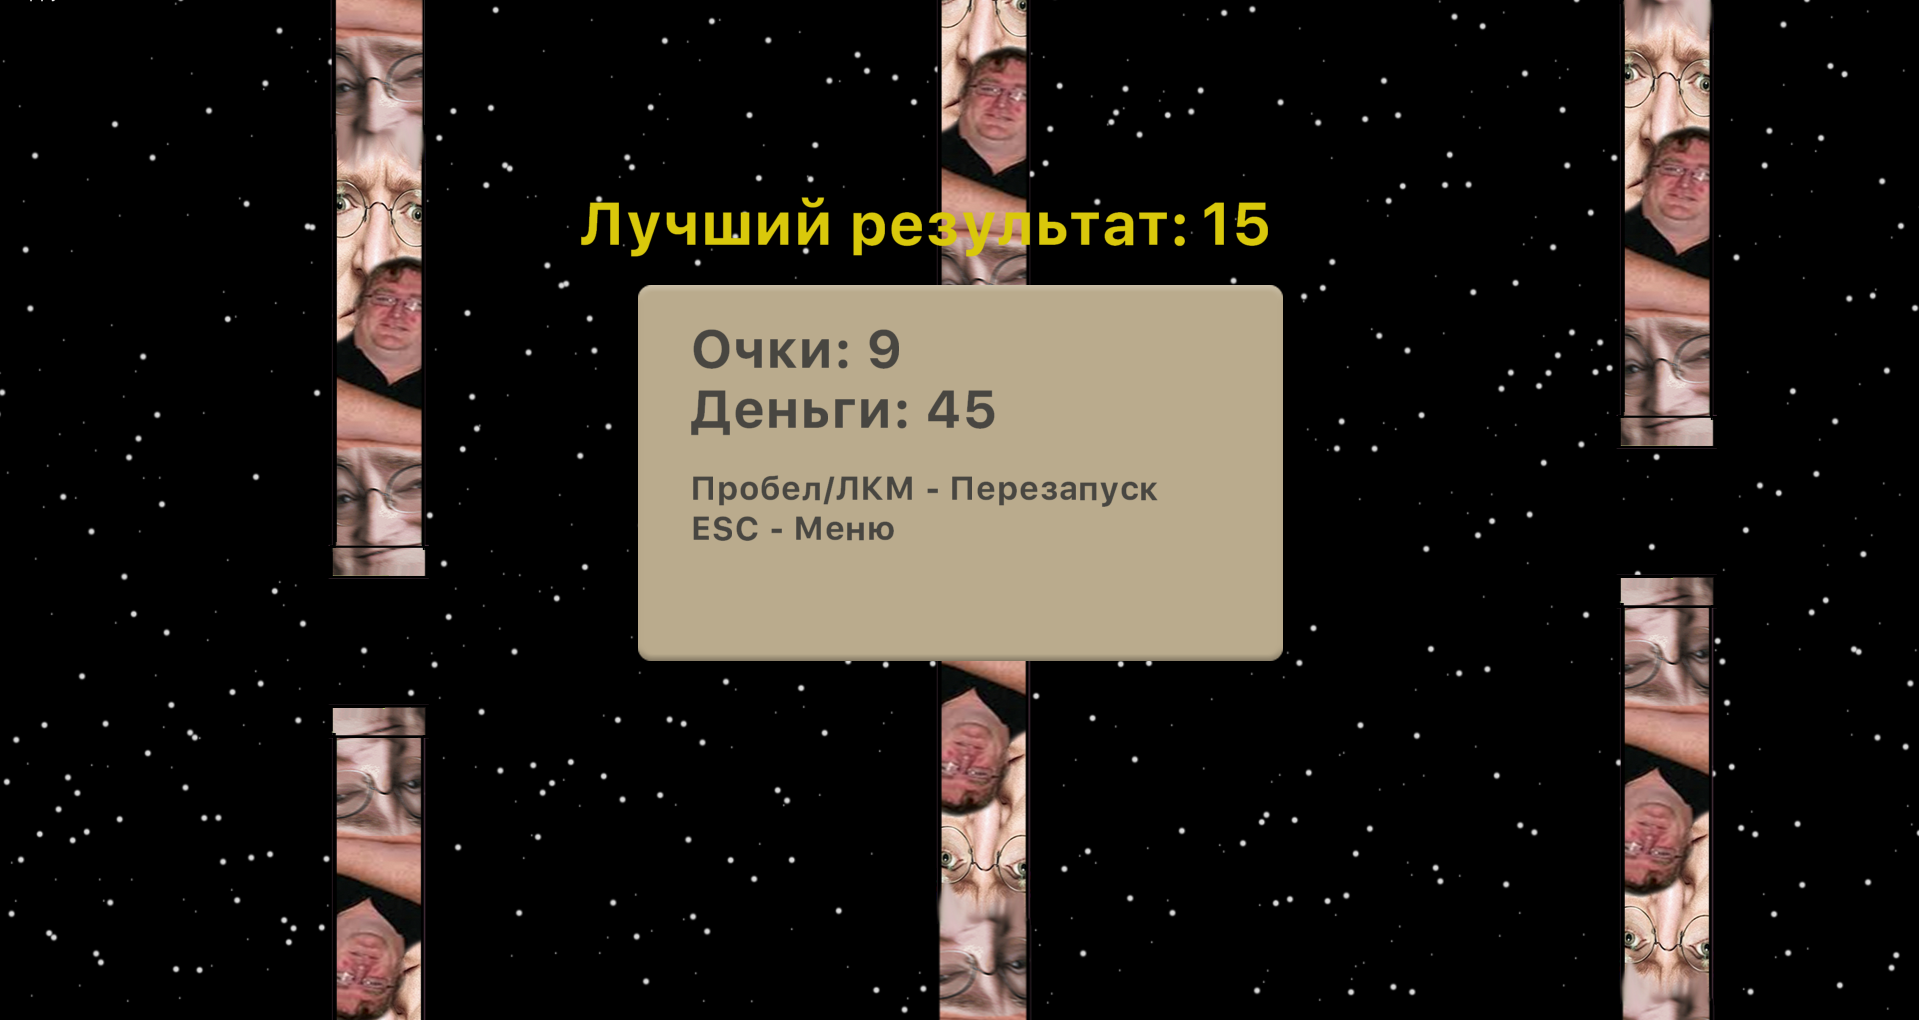 Лучший результат: 15
Очки: 9
Деньги: 45
Пробел/ЛКМ - Перезапуск
ESC - Меню